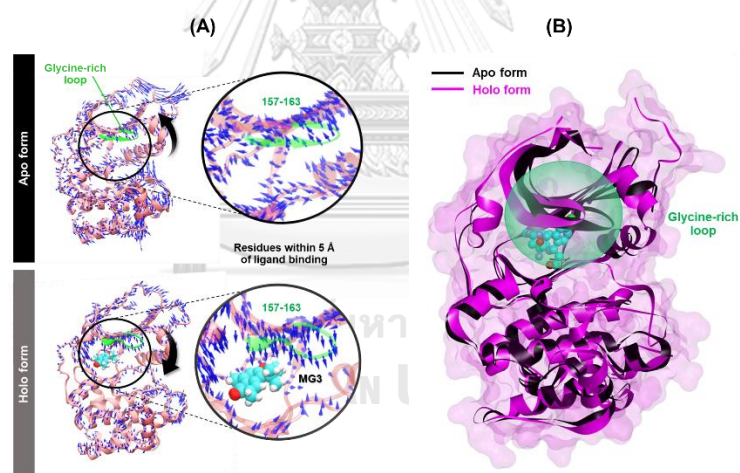 (A)
Glycine-rich
loop
Apo form
157-163
Residues within 5 Å
of ligand binding
Holo form
157-163
MG3
(B)
Apo form
Holo form
Glycine-rich
loop